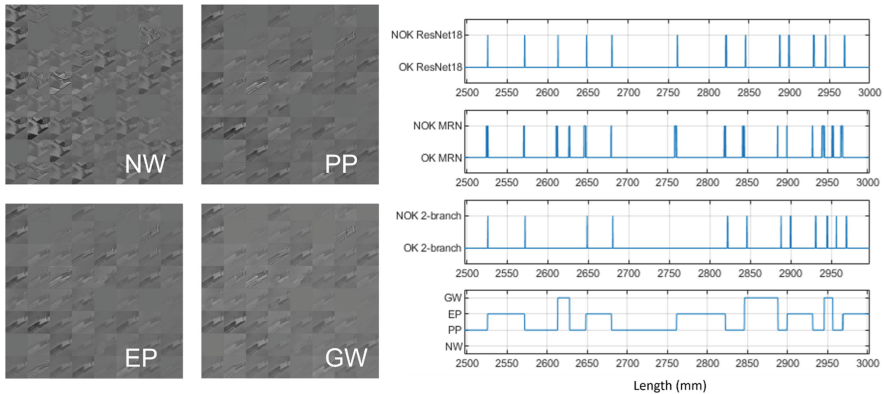 NW
PP
EP
GW
NOK ResNet18
OK ResNet18
2500 2550 2600 2650 2700 2750 2800 2850 2900 2950 3000
NOK MRN
OK MRN
2500 2550 2600 2650 2700 2750 2800 2850 2900 2950 3000
NOK 2-branch
OK 2-branch
2500 2550 2600 2650 2700 2750 2800 2850 2900 2950
GW
EP
PP
NW
2500 2550 2600 2650 2700 2750 2800 2850 2900 2950 3000
Length (mm)